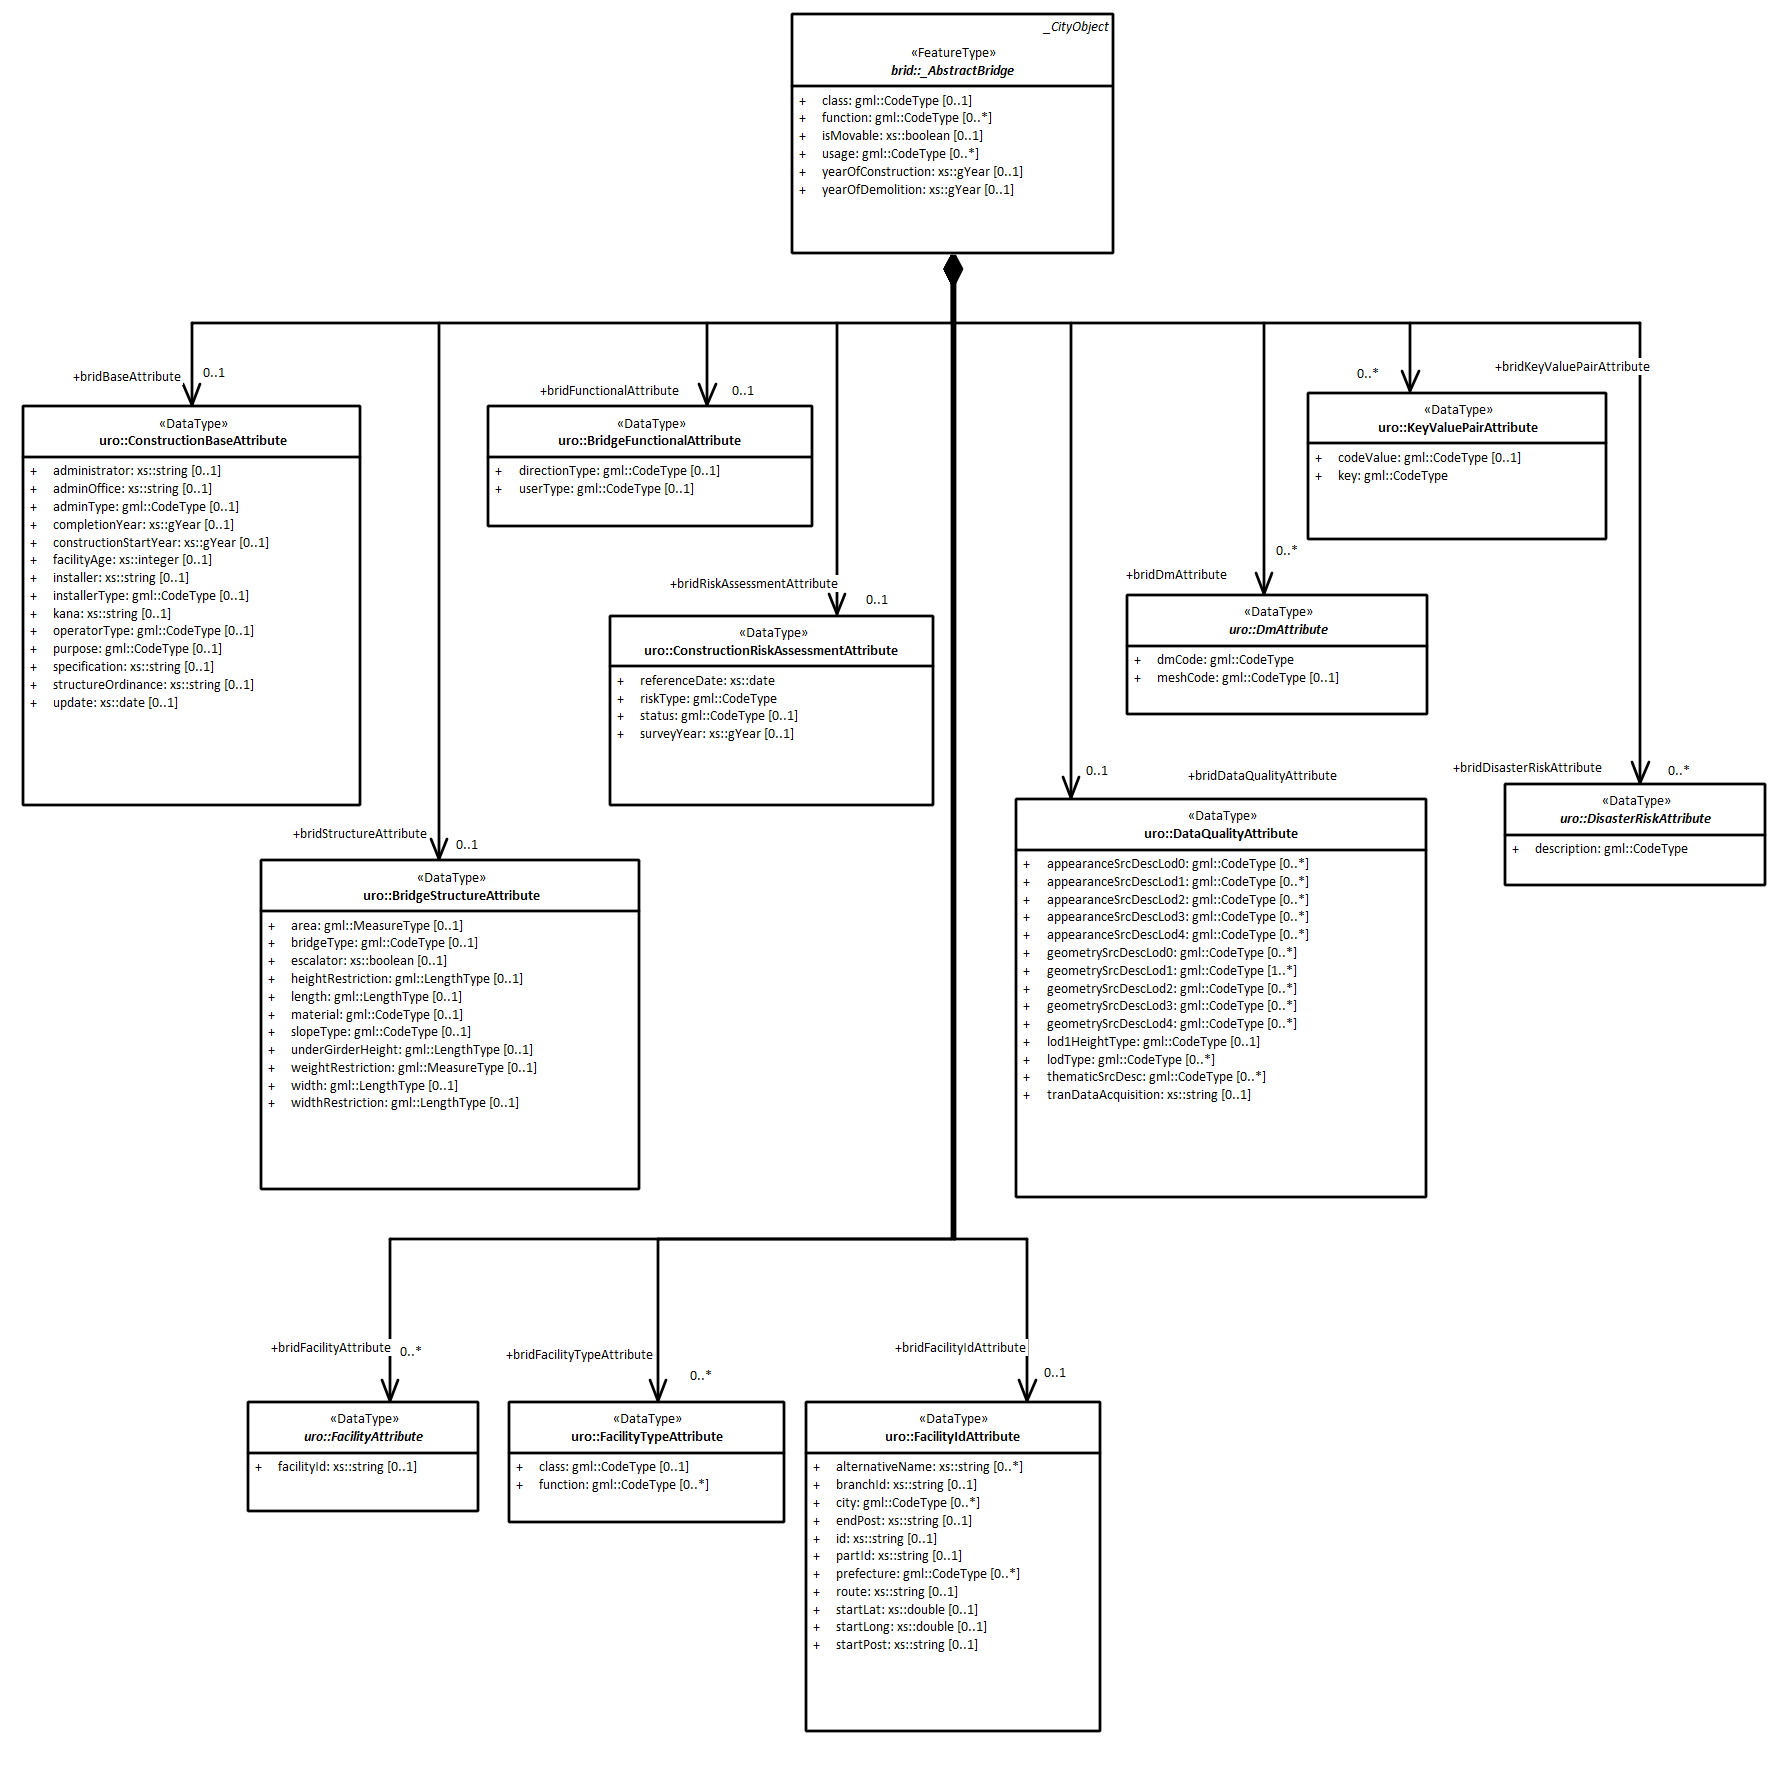 _CityObject
«FeatureType»
brid::_AbstractBridge
+ class: gml::CodeType [0..1]
+ function: gml::CodeType [0..*]
+ isMovable: xs::boolean [0..1]
+ usage: gml::CodeType [0..*]
+ yearOfConstruction: xs::gYear [0..1]
+ yearOfDemolition: xs::gYear [0..1]
+bridBaseAttribute
0..1
«DataType»
uro::ConstructionBaseAttribute
+ administrator: xs::string [0..1]
+ adminOffice: xs::string [0..1]
+ adminType: gml::CodeType [0..1]
+ completionYear: xs::gYear [0..1]
+ constructionStartYear: xs::gYear [0..1]
+ facilityAge: xs::integer [0..1]
+ installer: xs::string [0..1]
+ installerType: gml::CodeType [0..1]
+ kana: xs::string [0..1]
+ operatorType: gml::CodeType [0..1]
+ purpose: gml::CodeType [0..1]
+ specification: xs::string [0..1]
+ structureOrdinance: xs::string [0..1]
+ update: xs::date [0..1]
+bridFunctionalAttribute
0..1
«DataType»
uro::BridgeFunctionalAttribute
+ directionType: gml::CodeType [0..1]
+ userType: gml::CodeType [0..1]
+bridKeyValuePairAttribute
0..*
«DataType»
uro::KeyValuePairAttribute
+ codeValue: gml::CodeType [0..1]
+ key: gml::CodeType
+bridRiskAssessmentAttribute
0..1
«DataType»
uro::ConstructionRiskAssessmentAttribute
+ referenceDate: xs::date
+ riskType: gml::CodeType
+ status: gml::CodeType [0..1]
+ surveyYear: xs::gYear [0..1]
0..*
+bridDmAttribute
«DataType»
uro::DmAttribute
+ dmCode: gml::CodeType
+ meshCode: gml::CodeType [0..1]
0..1
+bridDataQualityAttribute
«DataType»
uro::DataQualityAttribute
+ appearanceSrcDescLod0: gml::CodeType [0..*]
+ appearanceSrcDescLod1: gml::CodeType [0..*]
+ appearanceSrcDescLod2: gml::CodeType [0..*]
+ appearanceSrcDescLod3: gml::CodeType [0..*]
+ appearanceSrcDescLod4: gml::CodeType [0..*]
+ geometrySrcDescLod0: gml::CodeType [0..*]
+ geometrySrcDescLod1: gml::CodeType [1..*]
+ geometrySrcDescLod2: gml::CodeType [0..*]
+ geometrySrcDescLod3: gml::CodeType [0..*]
+ geometrySrcDescLod4: gml::CodeType [0..*]
+ lod1HeightType: gml::CodeType [0..1]
+ lodType: gml::CodeType [0..*]
+ thematicSrcDesc: gml::CodeType [0..*]
+ tranDataAcquisition: xs::string [0..1]
+bridDisasterRiskAttribute
0..*
«DataType»
uro::DisasterRiskAttribute
+ description: gml::CodeType
+bridStructureAttribute
0..1
«DataType»
uro::BridgeStructureAttribute
+ area: gml::MeasureType [0..1]
+ bridgeType: gml::CodeType [0..1]
+ escalator: xs::boolean [0..1]
+ heightRestriction: gml::LengthType [0..1]
+ length: gml::LengthType [0..1]
+ material: gml::CodeType [0..1]
+ slopeType: gml::CodeType [0..1]
+ underGirderHeight: gml::LengthType [0..1]
+ weightRestriction: gml::MeasureType [0..1]
+ width: gml::LengthType [0..1]
+ widthRestriction: gml::LengthType [0..1]
+bridFacilityAttribute
0..*
«DataType»
uro::FacilityAttribute
+ facilityId: xs::string [0..1]
+bridFacilityTypeAttribute
0..*
«DataType»
uro::FacilityTypeAttribute
+ class: gml::CodeType [0..1]
+ function: gml::CodeType [0..*]
+bridFacilityIdAttribute
0..1
«DataType»
uro::FacilityIdAttribute
+ alternativeName: xs::string [0..*]
+ branchId: xs::string [0..1]
+ city: gml::CodeType [0..*]
+ endPost: xs::string [0..1]
+ id: xs::string [0..1]
+ partId: xs::string [0..1]
+ prefecture: gml::CodeType [0..*]
+ route: xs::string [0..1]
+ startLat: xs::double [0..1]
+ startLong: xs::double [0..1]
+ startPost: xs::string [0..1]